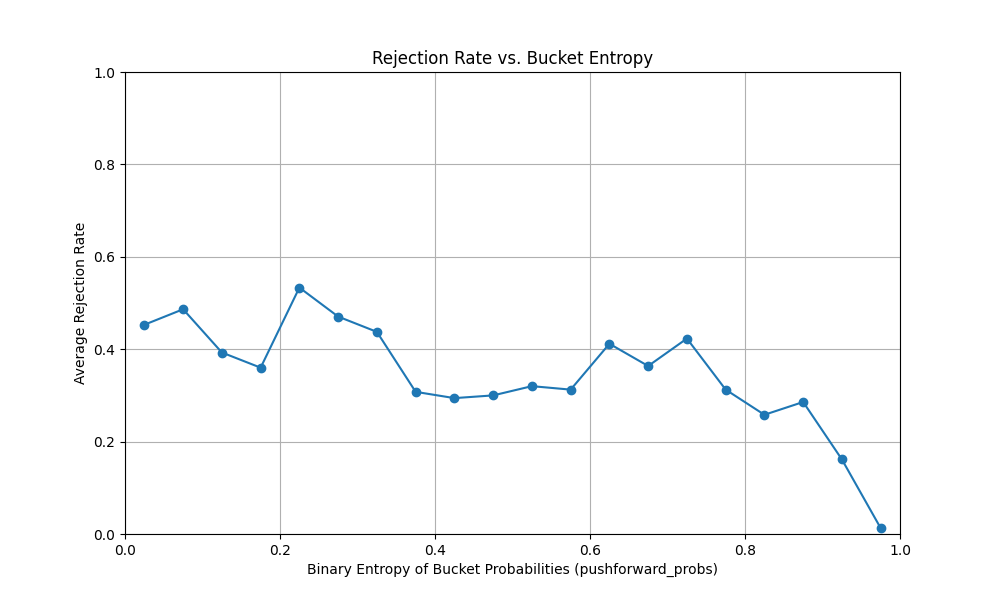 Rejection Rate vs. Bucket Entropy
1.0
0.8
0.6
0.4
0.2
0.0
Average Rejection Rate
0.0 0.2 0.4 0.6 0.8 1.0
Binary Entropy of Bucket Probabilities (pushforward_probs)